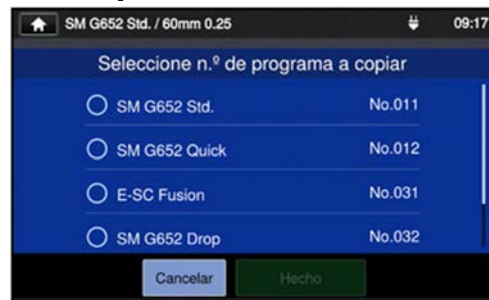 SM G652 Std. / 60mm 0.25 09:17
Seleccione n.º de programa a copiar
SM G652 Std. No.011
SM G652 Quick No.012
E-SC Fusion No.031
SM G652 Drop No.032
Cancelar Hecho